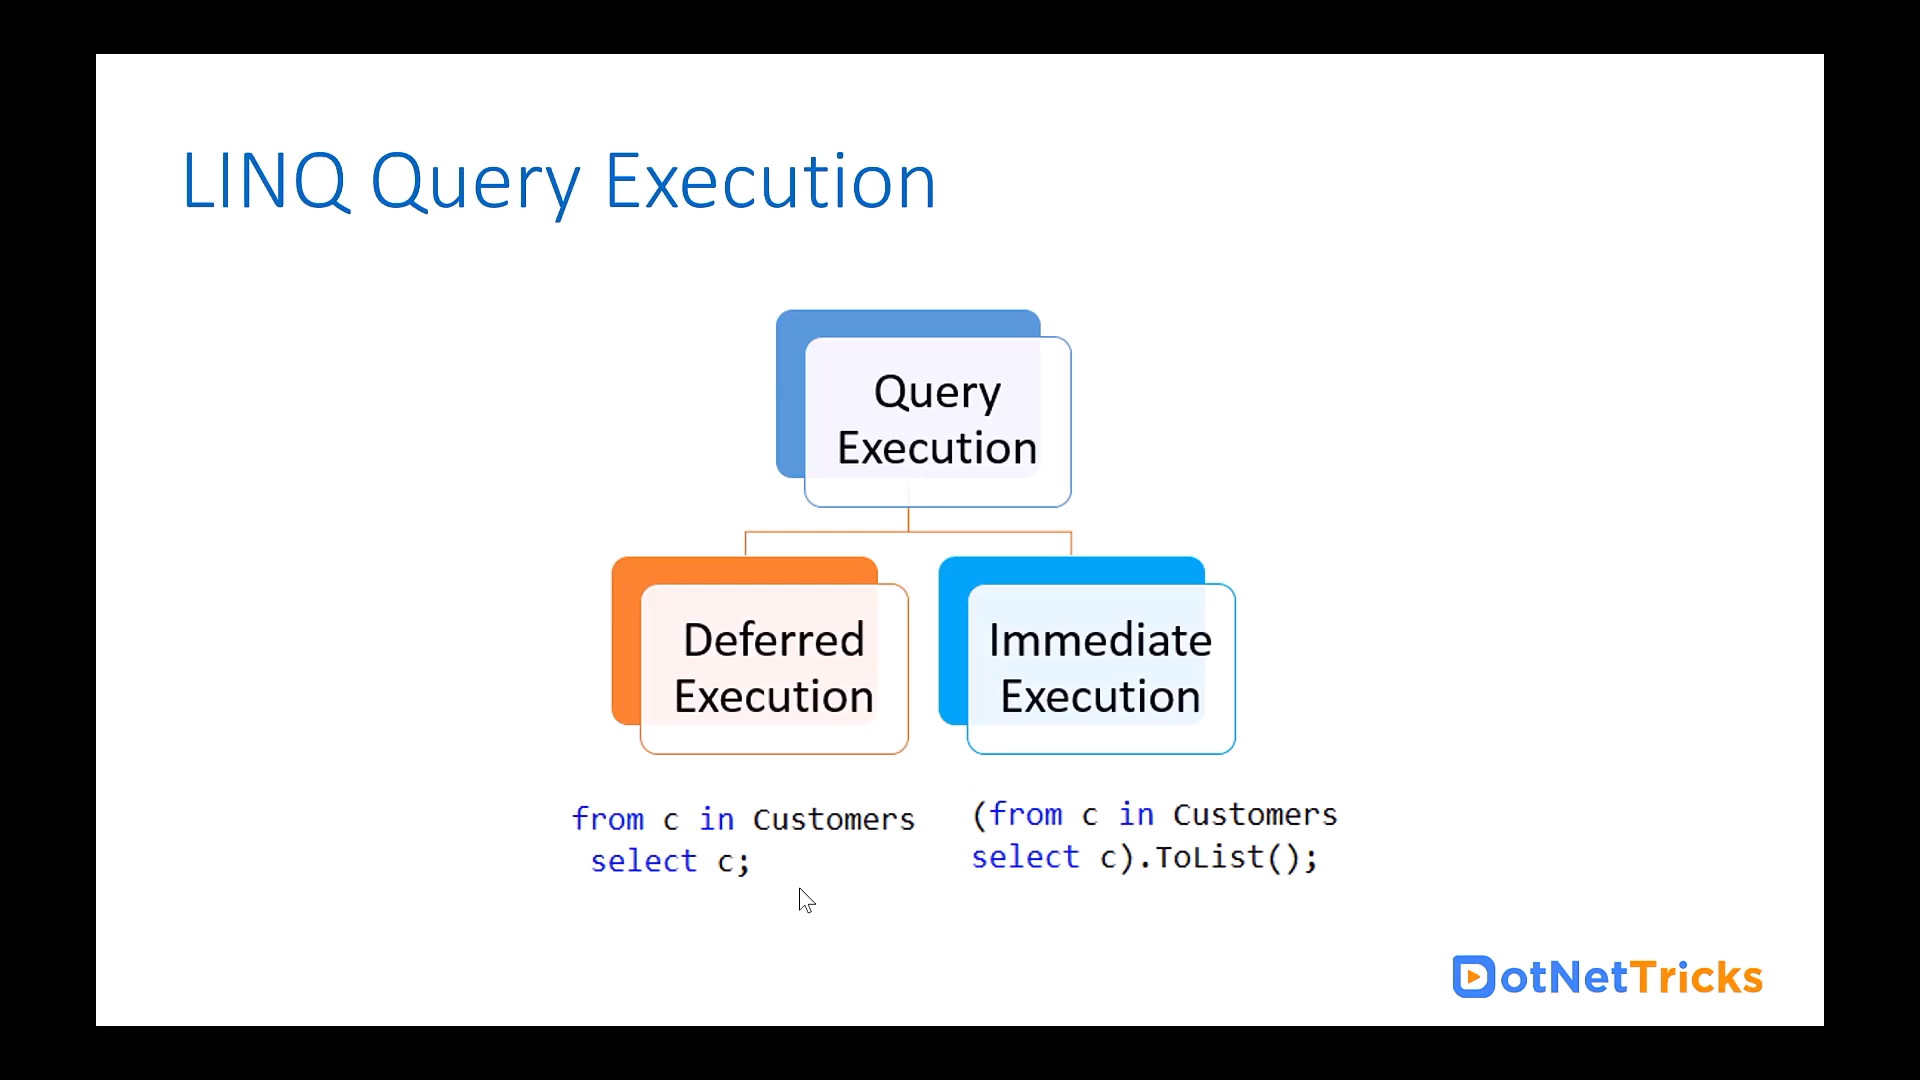 LINQ Query Execution
Query
Execution
Deferred
Execution
Immediate
Execution
from c in Customers
select c;
(from c in Customers
select c).ToList();
DotNetTricks